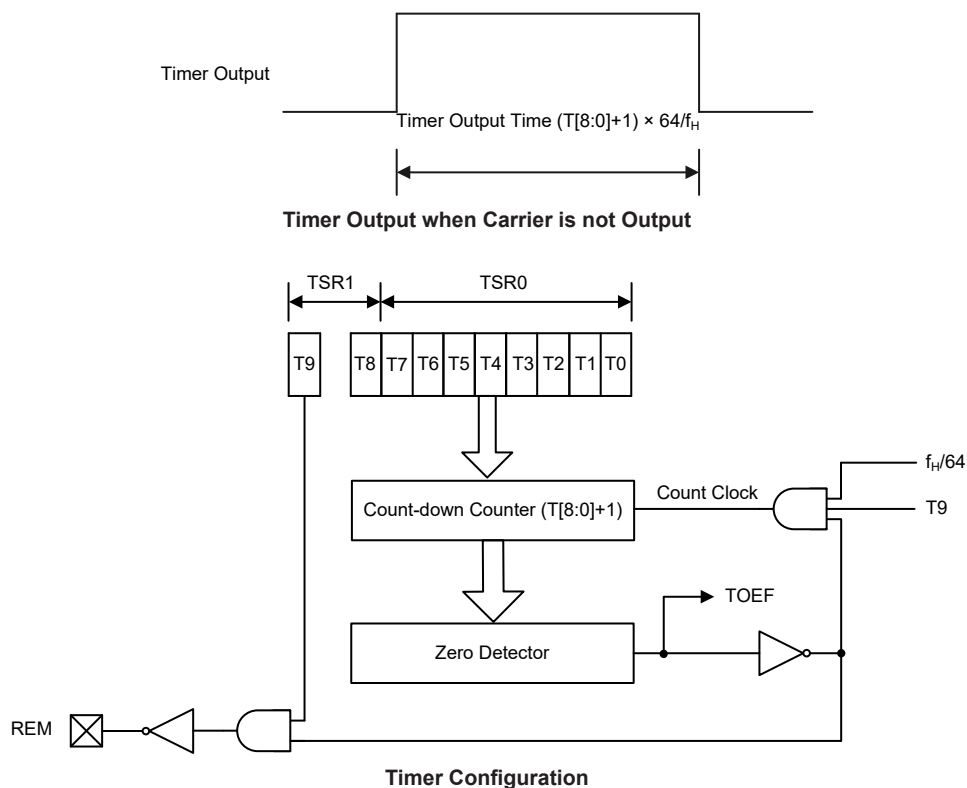 Timer Output
Timer Output Time (T[8:0]+1) × 64/fH
Timer Output when Carrier is not Output
TSR1 TSR0
T9 T8 T7 T6 T5 T4 T3 T2 T1 T0
fH/64
Count Clock
Count-down Counter (T[8:0]+1)
T9
TOEF
Zero Detector
REM
Timer Configuration